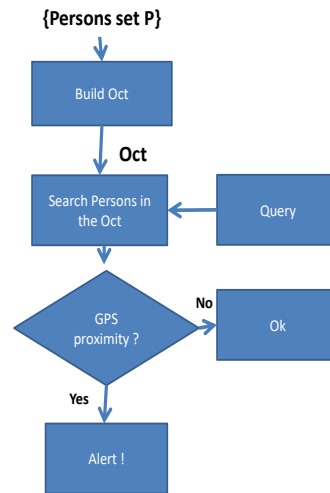 {Persons set P}
Build Oct
Oct
Search Persons in
the Oct
Query
GPS
proximity ?
No
Ok
Yes
Alert !